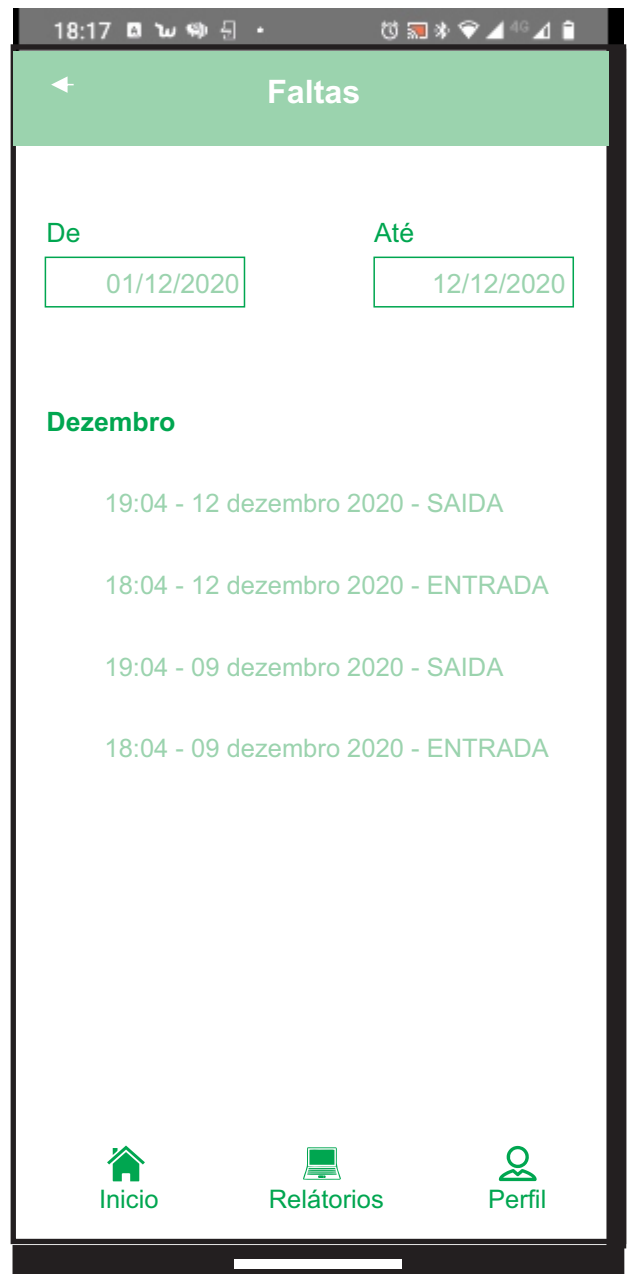 18:17
4G
Faltas
De Até
01/12/2020 12/12/2020
Dezembro
19:04 - 12 dezembro 2020 - SAIDA
18:04 - 12 dezembro 2020 - ENTRADA
19:04 - 09 dezembro 2020 - SAIDA
18:04 - 09 dezembro 2020 - ENTRADA
Inicio Relátorios Perfil